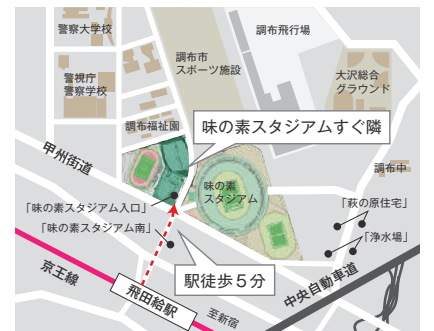 警察大学校
調布飛行場
調布市
スポーツ施設
警視庁
警察学校
大沢総合
グラウンド
調布福祉園
味の素スタジアムすぐ隣
甲州街道
調布中
味の素
スタジアム
「味の素スタジアム入口」
「萩の原住宅」
「味の素スタジアム南」
「浄水場」
駅徒歩5分
京王線
飛田給駅
中央自動車道
至新宿